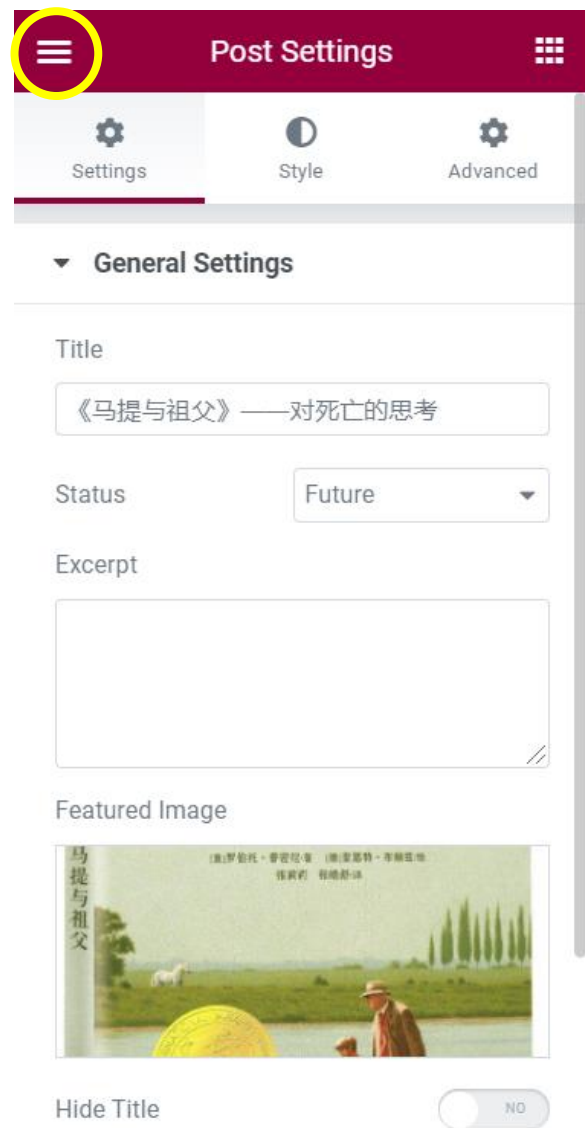 Post Settings
Settings
Style
Advanced
General Settings
Title
《马提与祖父》——对死亡的思考
Status
Future
Excerpt
Featured Image
马提与祖父
Hide Title
NO